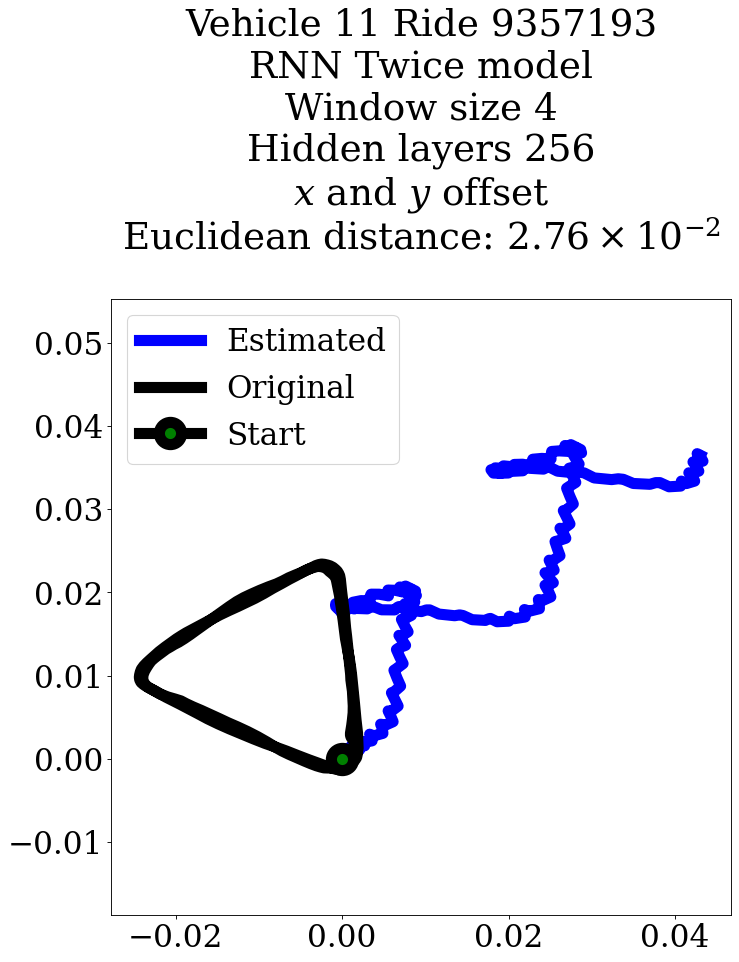 Vehicle 11 Ride 9357193
RNN Twice model
Window size 4
Hidden layers 256
x and y offset
Euclidean distance: 2.76 × 10⁻²
Estimated
Original
Start
0.05
0.04
0.03
0.02
0.01
0.00
−0.01
−0.02 0.00 0.02 0.04